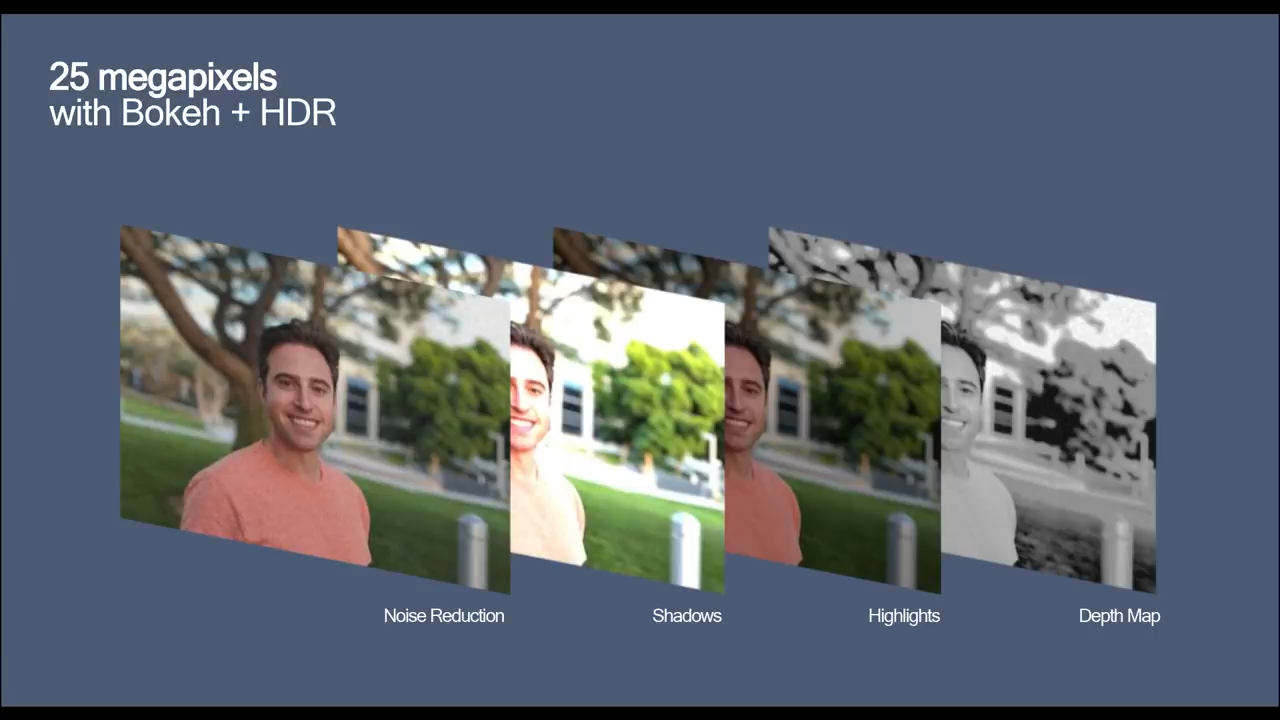 25 megapixels
with Bokeh + HDR
Noise Reduction
Shadows
Highlights
Depth Map